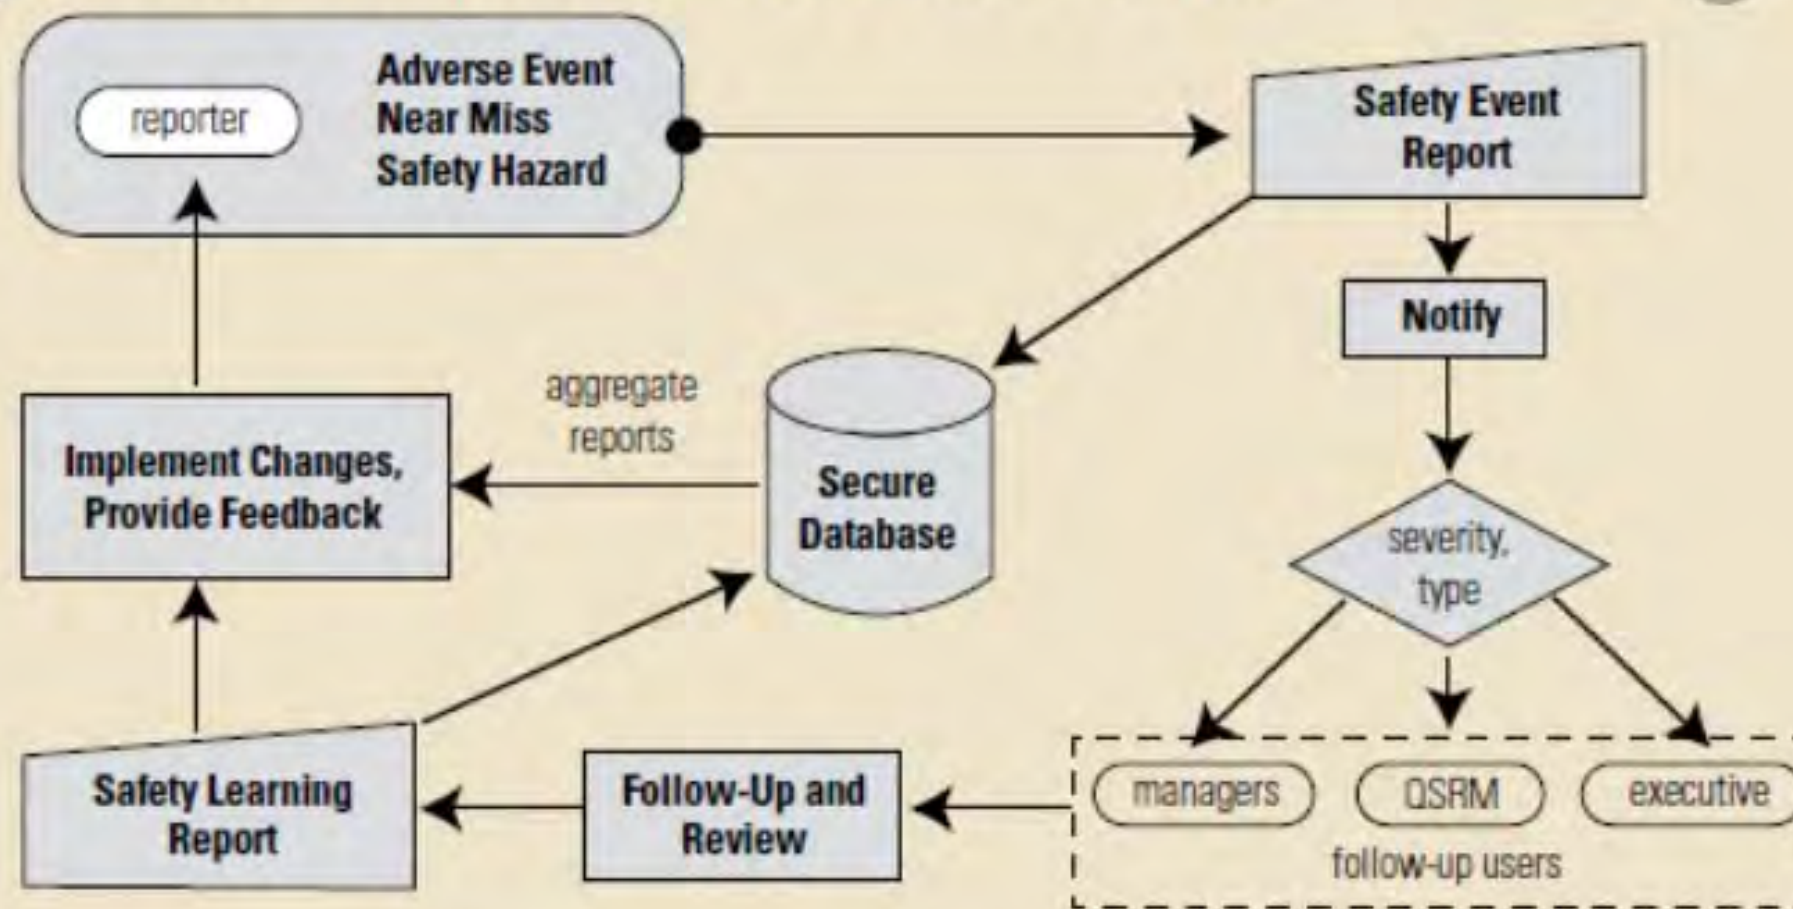 reporter
Adverse Event
Near Miss
Safety Hazard
Safety Event
Report
Notify
aggregate
reports
Implement Changes,
Provide Feedback
Secure
Database
severity,
type
Safety Learning
Report
Follow-Up and
Review
managers
QSRM
executive
follow-up users